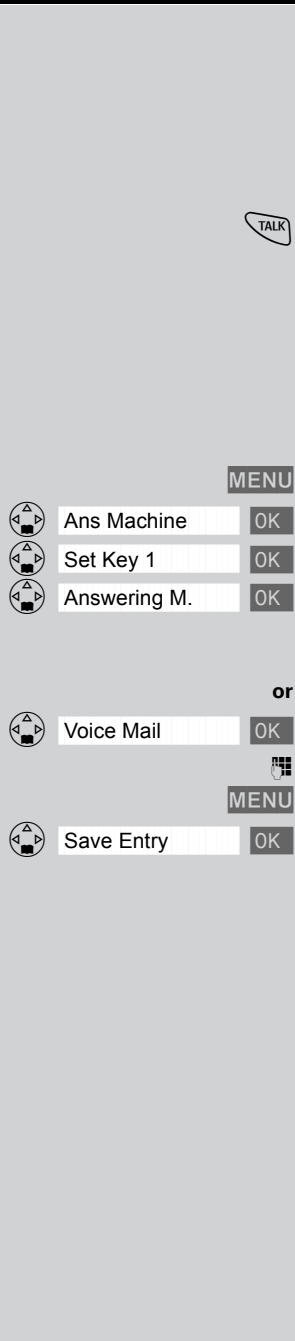 TALK
MENU
Ans Machine OK
Set Key 1 OK
Answering M. OK
or
Voice Mail OK
MENU
Save Entry OK